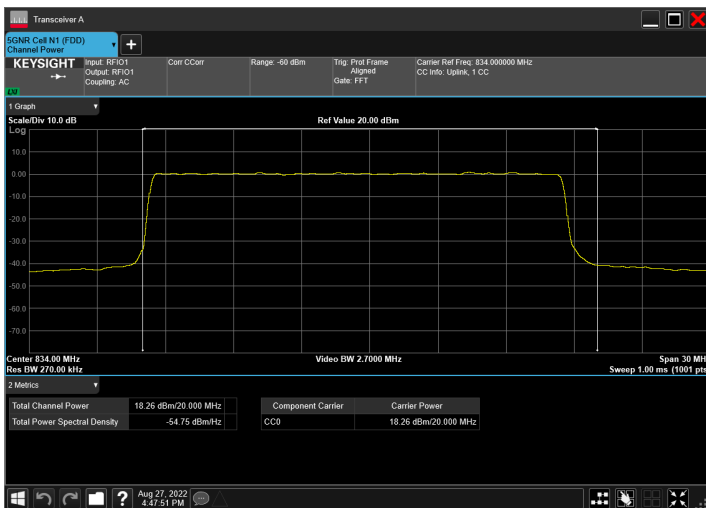 Transceiver A
5GNR Cell N1 (FDD)
Channel Power
+
KEYSIGHT
LXI
Input: RFIO1
Output: RFIO1
Coupling: AC
Corr CCorr
Range: -60 dBm
Trig: Prot Frame
Aligned
Gate: FFT
Carrier Ref Freq: 834.000000 MHz
CC Info: Uplink, 1 CC
1 Graph
Scale/Div 10.0 dB
Ref Value 20.00 dBm
Log
10.0
0.00
-10.0
-20.0
-30.0
-40.0
-50.0
-60.0
-70.0
Center 834.00 MHz
Video BW 2.7000 MHz
Span 30 MH
Res BW 270.00 kHz
Sweep 1.00 ms (1001 pts
2 Metrics
Total Channel Power 18.26 dBm/20.000 MHz
Total Power Spectral Density -54.75 dBm/Hz
Component Carrier Carrier Power
CC0 18.26 dBm/20.000 MHz
?
Aug 27, 2022
4:47:51 PM